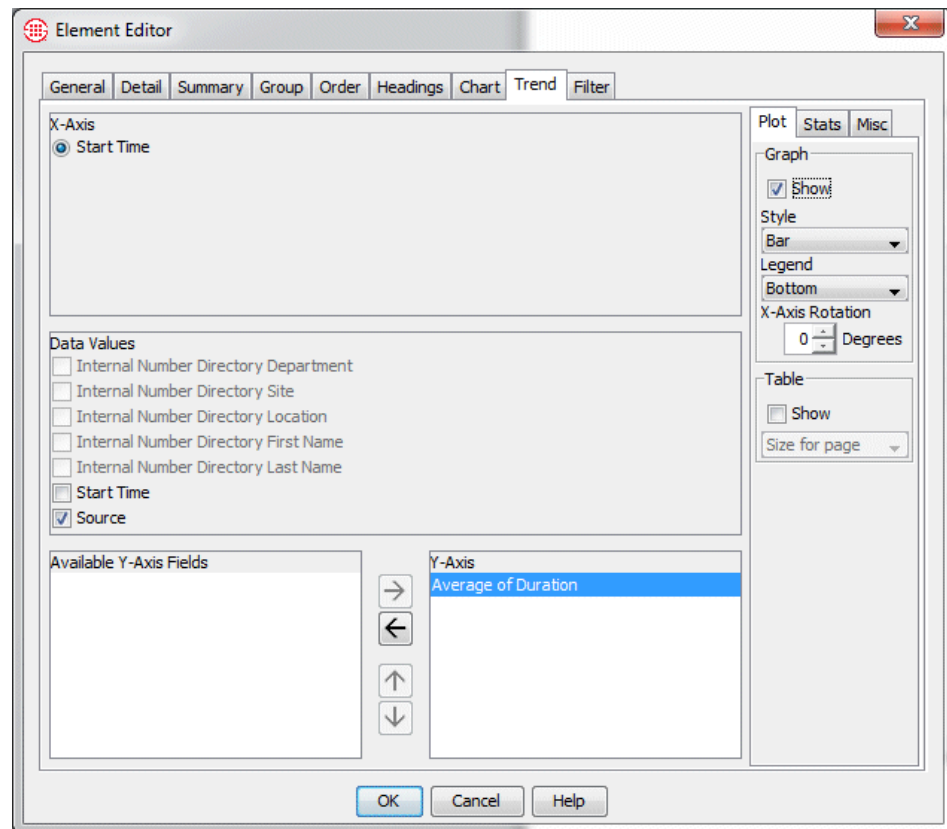 Element Editor
General Detail Summary Group Order Headings Chart Trend Filter
X-Axis
Start Time
Data Values
Internal Number Directory Department
Internal Number Directory Site
Internal Number Directory Location
Internal Number Directory First Name
Internal Number Directory Last Name
Start Time
Source
Available Y-Axis Fields
Y-Axis
Average of Duration
Plot Stats Misc
Graph
Show
Style
Bar
Legend
Bottom
X-Axis Rotation
0 Degrees
Table
Show
Size for page
OK Cancel Help